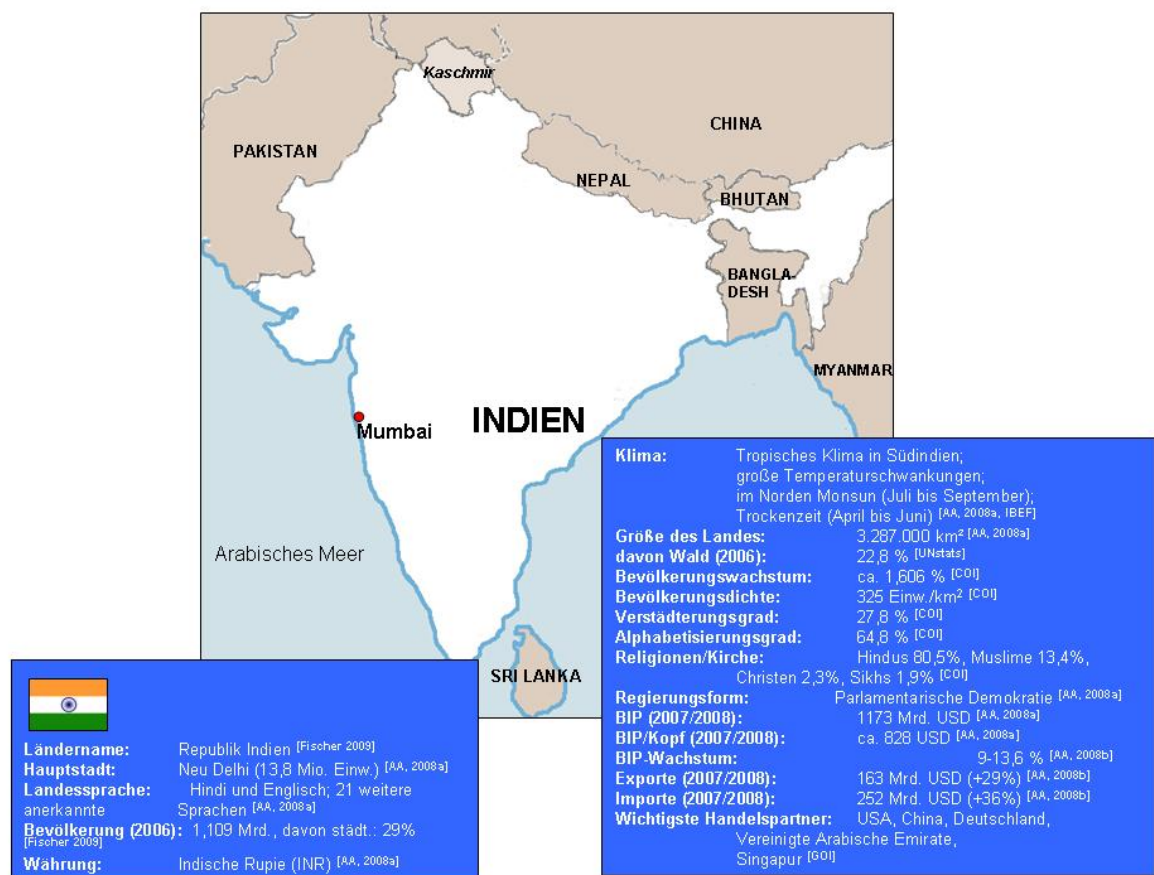 Kaschmir
CHINA
PAKISTAN
NEPAL
BHUTAN
BANGLA-
DESH
MYANMAR
INDIEN
Mumbai
Arabisches Meer
SRI LANKA
Klima: Tropisches Klima in Südindien;
große Temperaturschwankungen;
im Norden Monsun (Juli bis September);
Trockenzeit (April bis Juni) [AA, 2008a, IBEF]
Größe des Landes: 3.287.000 km² [AA, 2008a]
davon Wald (2006): 22,8 % [UNstats]
Bevölkerungswachstum: ca. 1,606 % [COI]
Bevölkerungsdichte: 325 Einw./km² [COI]
Verstädterungsgrad: 27,8 % [COI]
Alphabetisierungsgrad: 64,8 % [COI]
Religionen/Kirche: Hindus 80,5%, Muslime 13,4%,
Christen 2,3%, Sikhs 1,9% [COI]
Regierungsform: Parlamentarische Demokratie [AA, 2008a]
BIP (2007/2008): 1173 Mrd. USD [AA, 2008a]
BIP/Kopf (2007/2008): ca. 828 USD [AA, 2008a]
BIP-Wachstum: 9-13,6 % [AA, 2008b]
Exporte (2007/2008): 163 Mrd. USD (+29%) [AA, 2008b]
Importe (2007/2008): 252 Mrd. USD (+36%) [AA, 2008b]
Wichtigste Handelspartner: USA, China, Deutschland,
Vereinigte Arabische Emirate,
Singapur [GOI]
Ländername: Republik Indien [Fischer 2009]
Hauptstadt: Neu Delhi (13,8 Mio. Einw.) [AA, 2008a]
Landessprache: Hindi und Englisch; 21 weitere
anerkannte Sprachen [AA, 2008a]
Bevölkerung (2006): 1,109 Mrd., davon städt.: 29%
[Fischer 2009]
Währung: Indische Rupie (INR) [AA, 2008a]